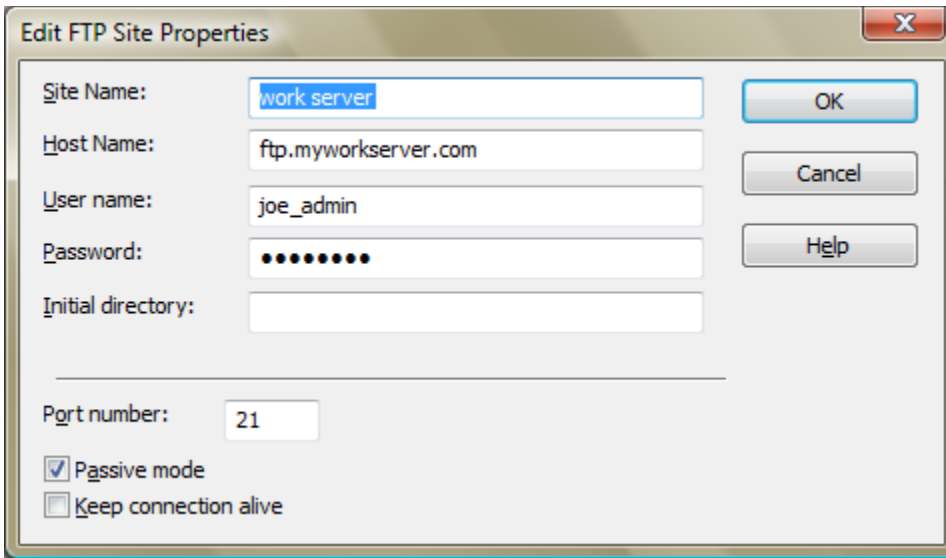 Edit FTP Site Properties
Site Name: work server OK
Host Name: ftp.myworkserver.com
Cancel
User name: joe_admin
Password: ●●●●●●●● Help
Initial directory:
Port number: 21
Passive mode
Keep connection alive